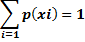 ∑ p(xi) = 1
i=1